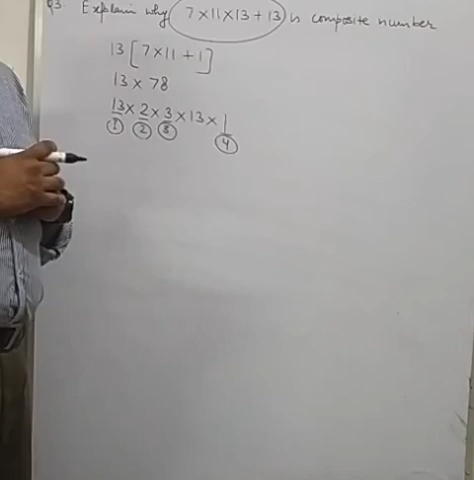 Q3. Explain why 7×11×13+13 is composite number
13[7×11+1]
13×78
13×2×3×13×1
1 2 3 4